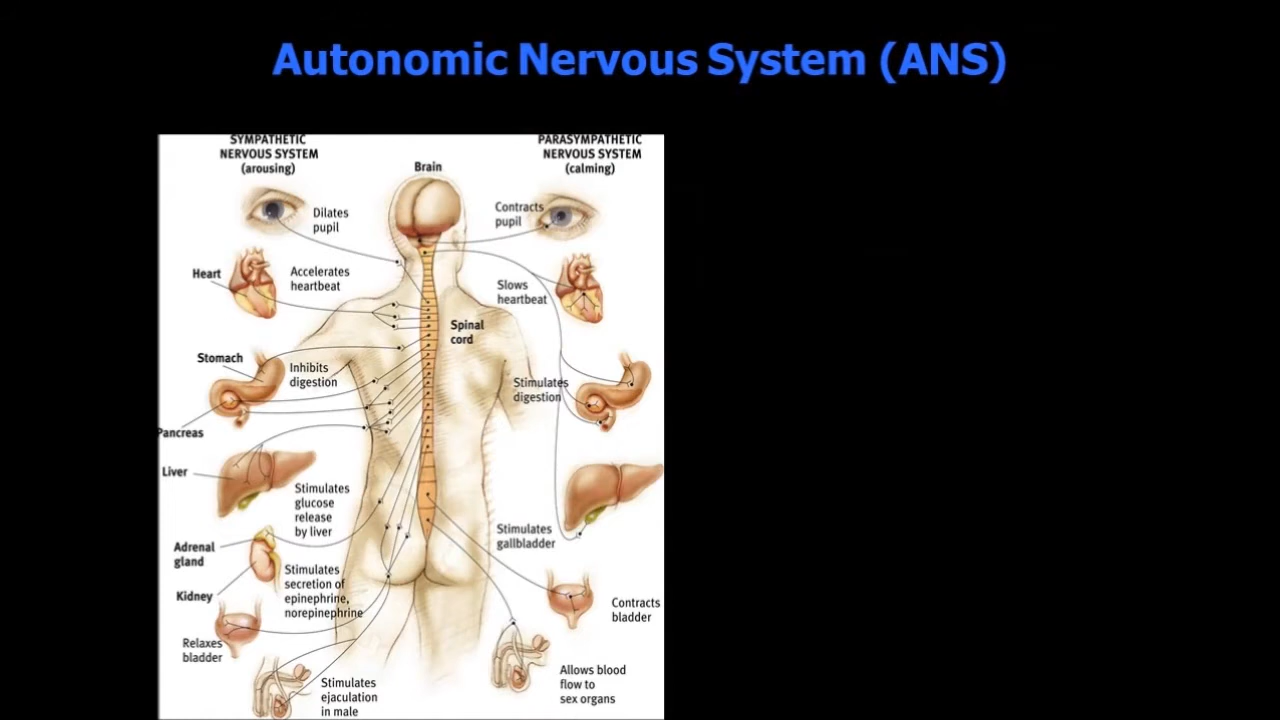 Autonomic Nervous System (ANS)
SYMPATHETIC
NERVOUS SYSTEM
(arousing)
Brain
PARASYMPATHETIC
NERVOUS SYSTEM
(calming)
Dilates
pupil
Contracts
pupil
Heart
Accelerates
heartbeat
Slows
heartbeat
Spinal
cord
Stomach
Inhibits
digestion
Stimulates
digestion
Pancreas
Liver
Stimulates
glucose
release
by liver
Stimulates
gallbladder
Adrenal
gland
Kidney
Stimulates
secretion of
epinephrine,
norepinephrine
Contracts
bladder
Relaxes
bladder
Stimulates
ejaculation
in male
Allows blood
flow to
sex organs